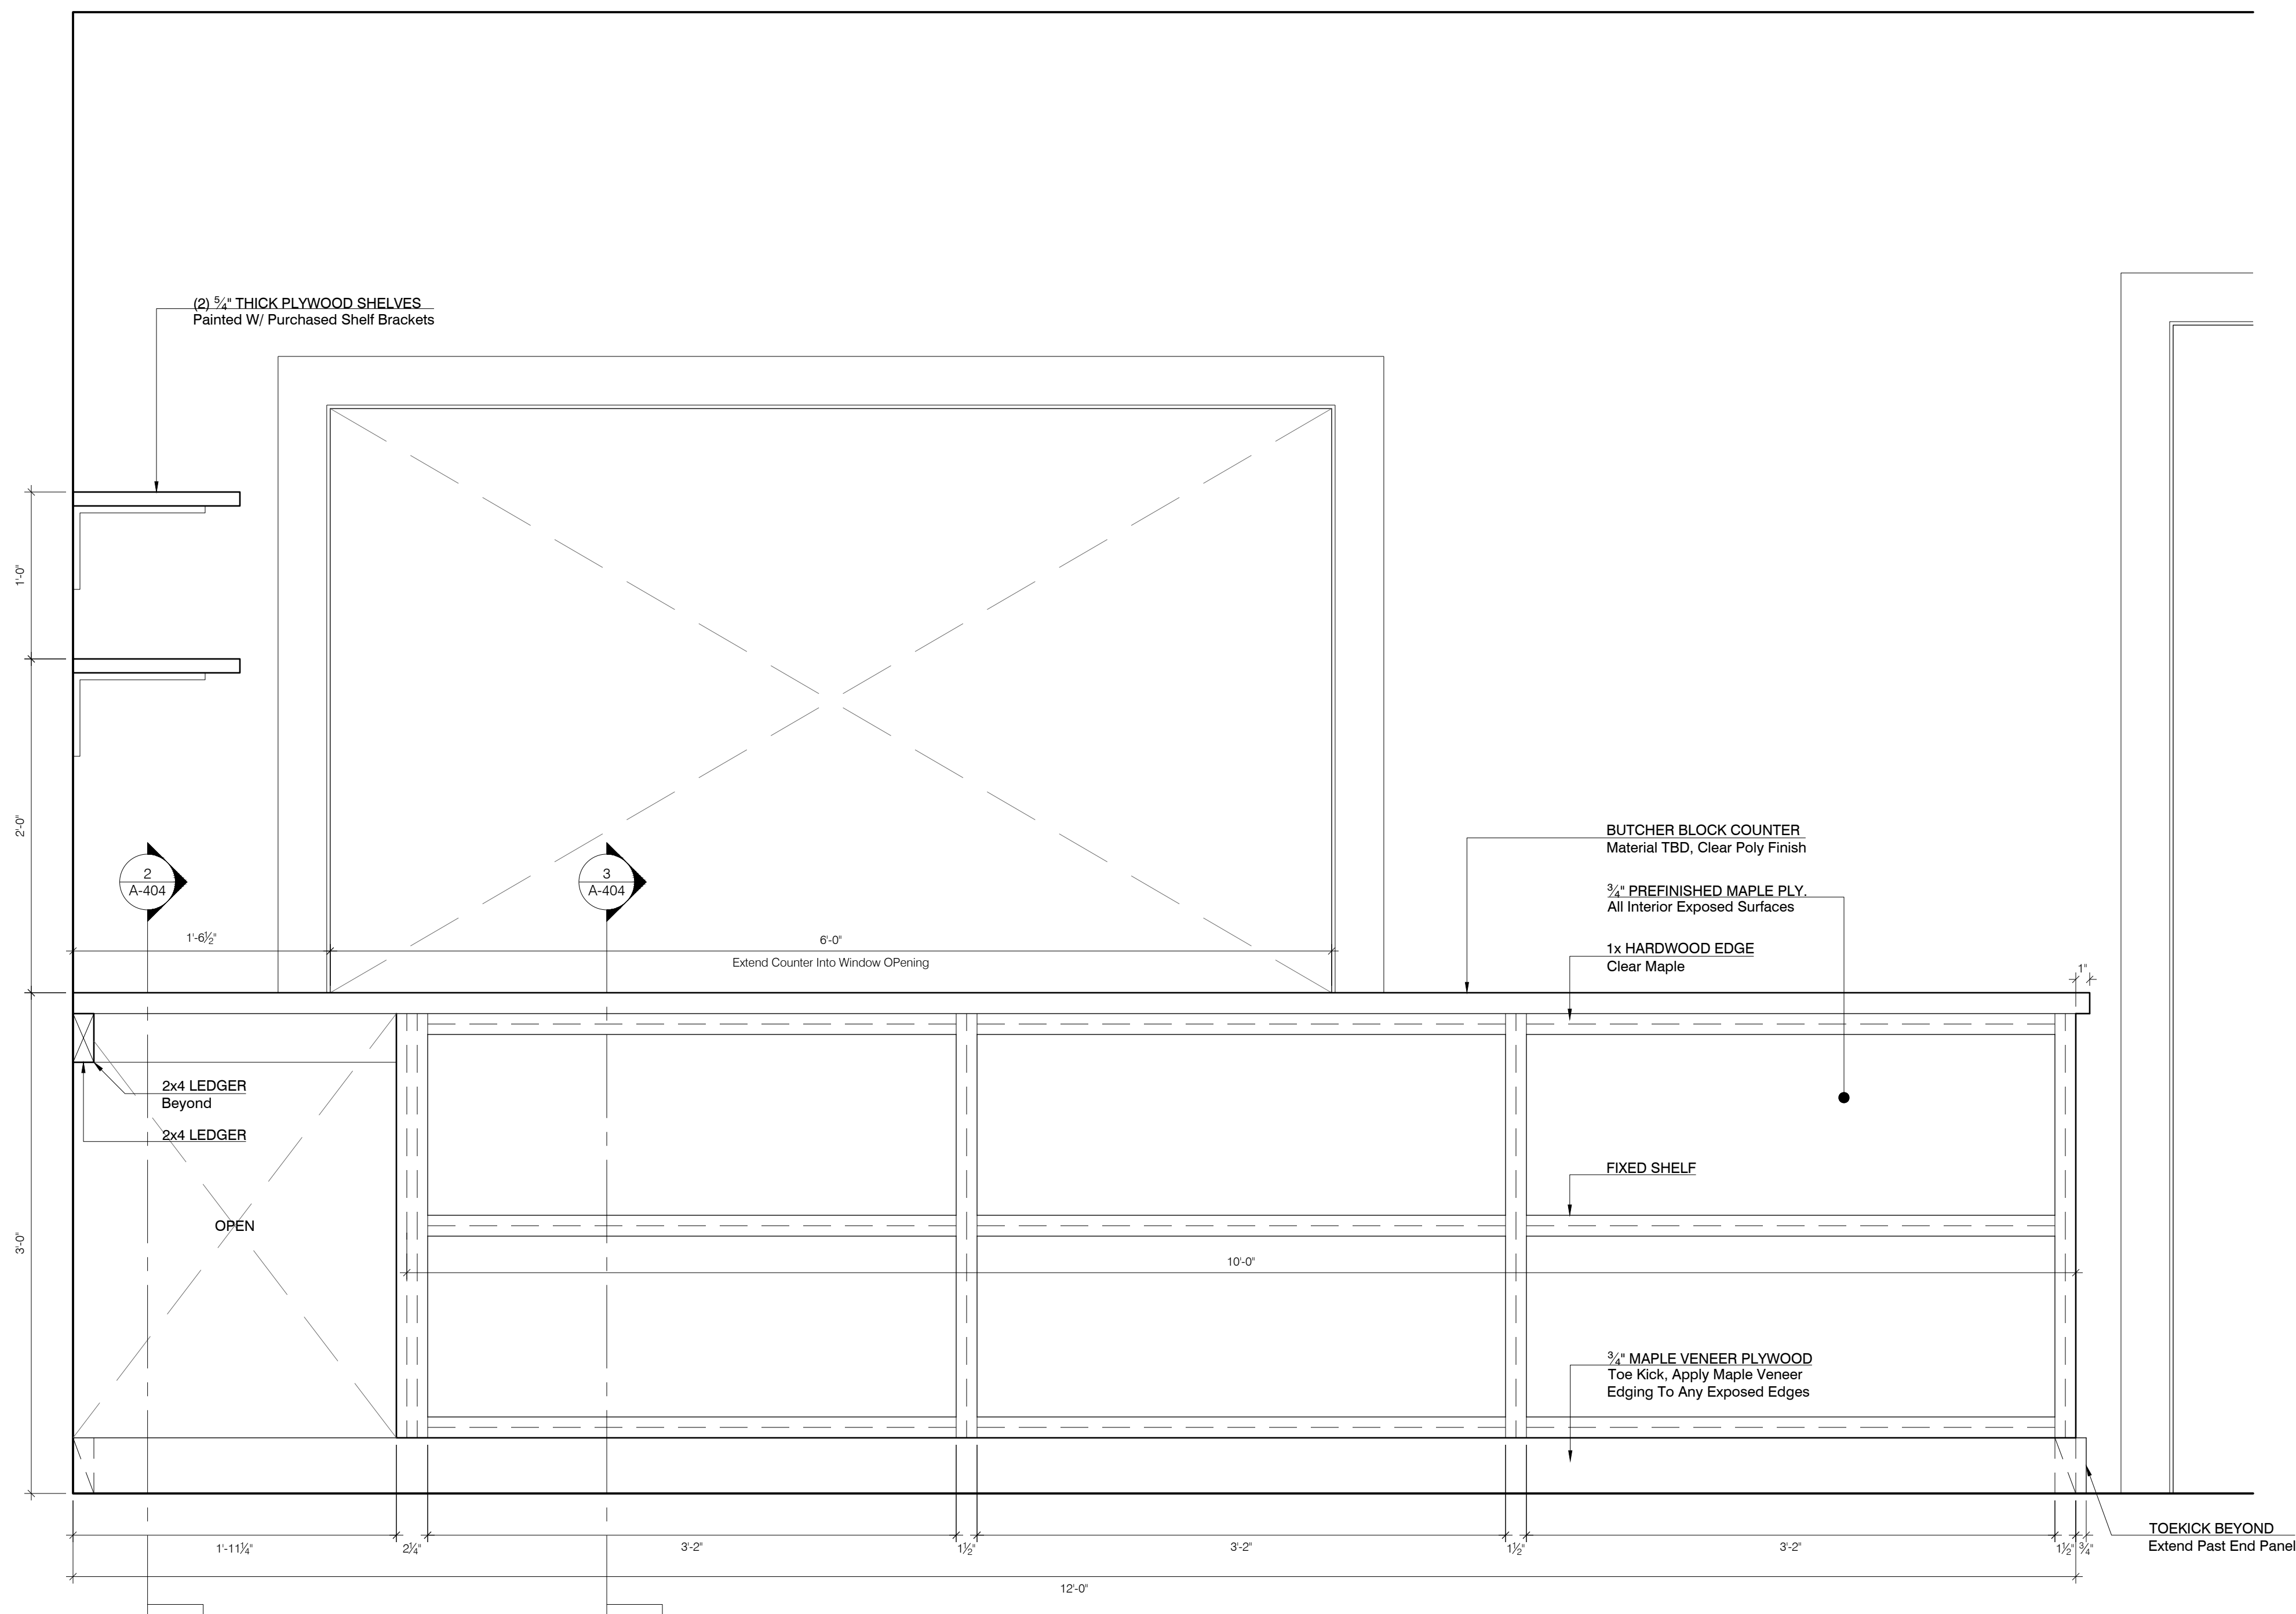 (2) 5⁄4" THICK PLYWOOD SHELVES
Painted W/ Purchased Shelf Brackets
1'-0"
2'-0"
3'-0"
2
A-404
3
A-404
1'-6½"
6'-0"
Extend Counter Into Window OPening
BUTCHER BLOCK COUNTER
Material TBD, Clear Poly Finish
¾" PREFINISHED MAPLE PLY.
All Interior Exposed Surfaces
1x HARDWOOD EDGE
Clear Maple
1"
2x4 LEDGER
Beyond
2x4 LEDGER
OPEN
FIXED SHELF
10'-0"
¾" MAPLE VENEER PLYWOOD
Toe Kick, Apply Maple Veneer
Edging To Any Exposed Edges
TOEKICK BEYOND
Extend Past End Panel
1'-11¼"
2¼"
3'-2"
1½"
3'-2"
1½"
3'-2"
1½"
¾"
12'-0"